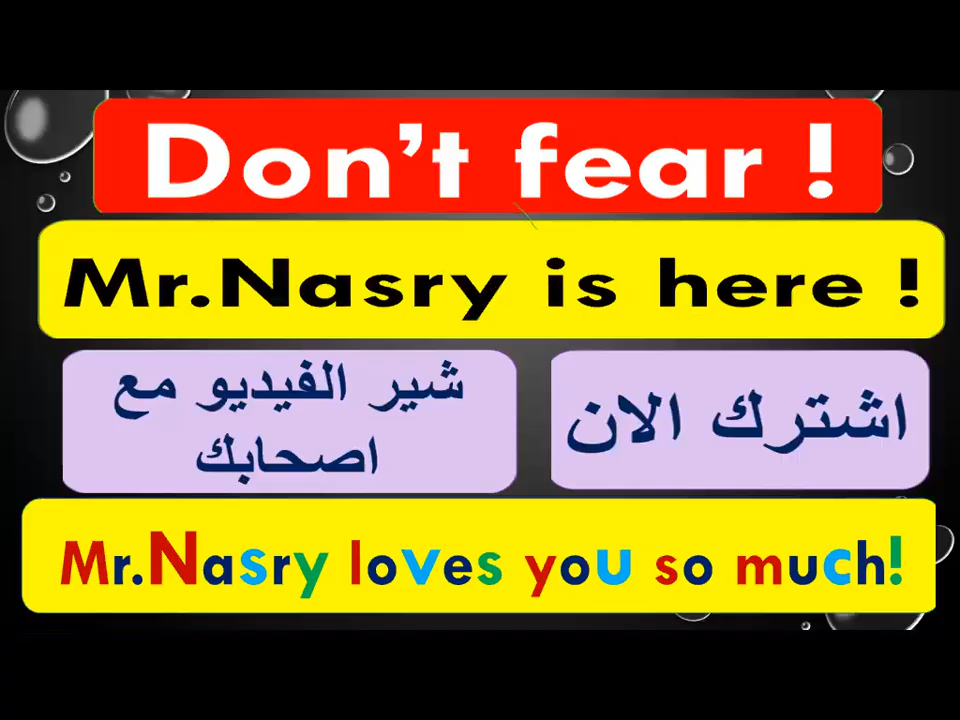 Don't fear !
Mr.Nasry is here !
اشترك الان
شير الفيديو مع
اصحابك
Mr.Nasry loves you so much!